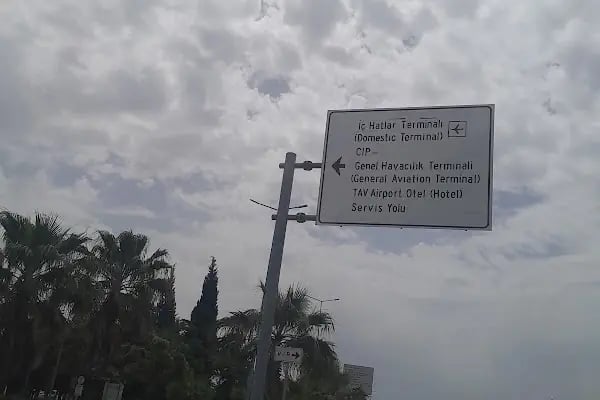 İç Hatlar Terminali
(Domestic Terminal)
CIP
Genel Havacılık Terminali
(General Aviation Terminal)
TAV Airport Otel (Hotel)
Servis Yolu